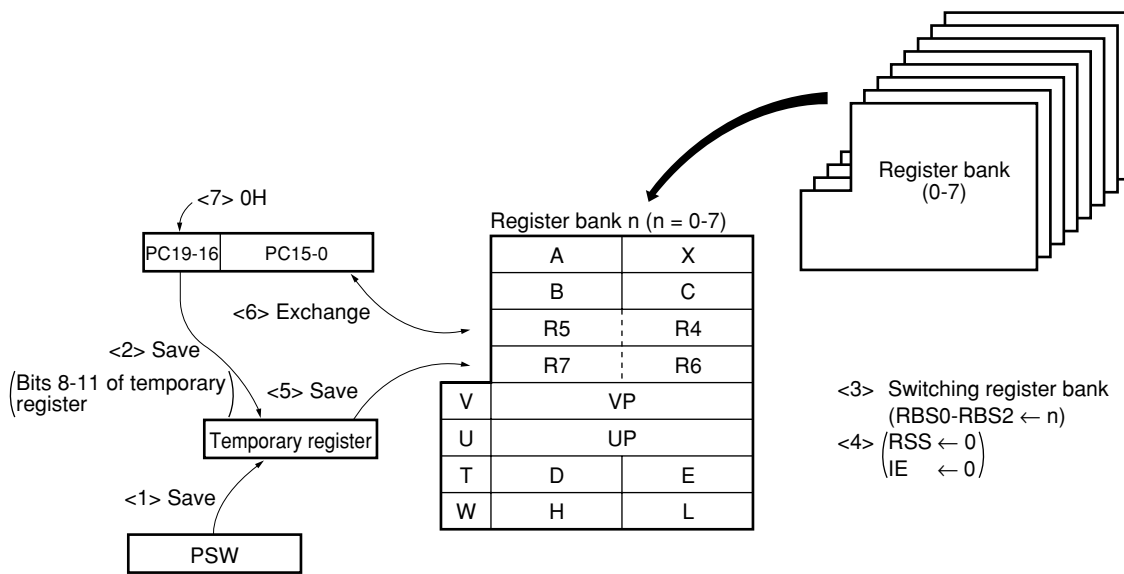 Register bank
(0-7)
<7> 0H
Register bank n (n = 0-7)
PC19-16 PC15-0
A X
B C
<6> Exchange
R5 R4
<2> Save
R7 R6
(Bits 8-11 of temporary
register)
<5> Save
<3> Switching register bank
(RBS0-RBS2 ← n)
V VP
Temporary register
U UP
<4> (RSS ← 0
IE ← 0)
T D E
<1> Save
W H L
PSW